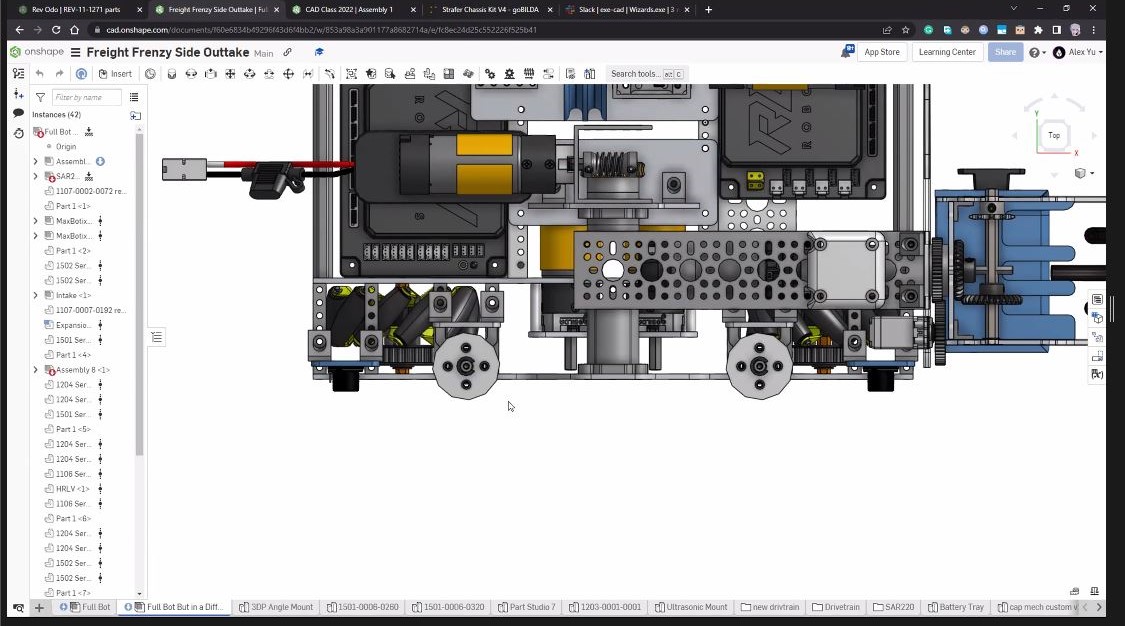 Rev Odo | REV-11-1271 parts
Freight Frenzy Side Outtake | Ful
CAD Class 2022 | Assembly 1
Strafer Chassis Kit V4 - goBILDA
Slack | exe-cad | Wizards.exe | 3
cad.onshape.com/documents/f60e6834b49296f43d6f4bb2/w/853a98a3a901177a8682714a/e/fc8ec24d25c552226f525b41
onshape
Freight Frenzy Side Outtake
Main
App Store
Learning Center
Share
Alex Yu
Insert
Search tools...
alt
C
Filter by name
Instances (42)
Full Bot ...
Origin
Assembl...
SAR2...
1107-0002-0072 re...
Part 1 <1>
MaxBotix...
MaxBotix...
Part 1 <2>
1502 Ser...
1502 Ser...
Intake <1>
1107-0007-0192 re...
Expansio...
1501 Ser...
Part 1 <4>
Assembly 8 <1>
1204 Ser...
1204 Ser...
1501 Ser...
Part 1 <5>
1204 Ser...
1204 Ser...
1106 Ser...
HRLV <1>
1106 Ser...
Part 1 <6>
1204 Ser...
1204 Ser...
1502 Ser...
1502 Ser...
Part 1 <7>
Y
Top
X
Full Bot
Full Bot But in a Diff...
3DP Angle Mount
1501-0006-0260
1501-0006-0320
Part Studio 7
1203-0001-0001
Ultrasonic Mount
new drivtrain
Drivetrain
SAR220
Battery Tray
cap mech custom